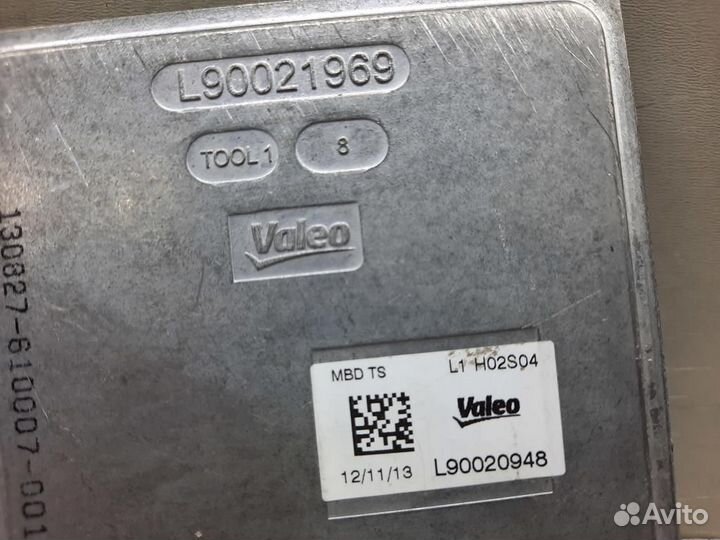 L90021969
TOOL 1
8
Valeo
130827-610007-001
MBD TS
L1 H02S04
Valeo
12/11/13
L90020948
Avito